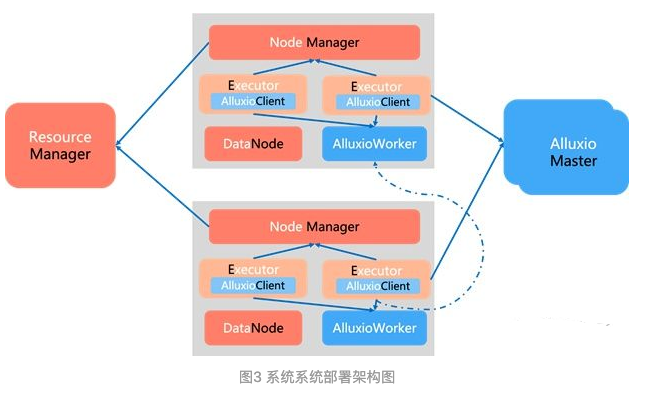 Node Manager
Executor
AlluxioClient
Executor
AlluxioClient
DataNode
AlluxioWorker
Resource
Manager
Alluxio
Master
Node Manager
Executor
AlluxioClient
Executor
AlluxioClient
DataNode
AlluxioWorker
图3 系统系统部署架构图